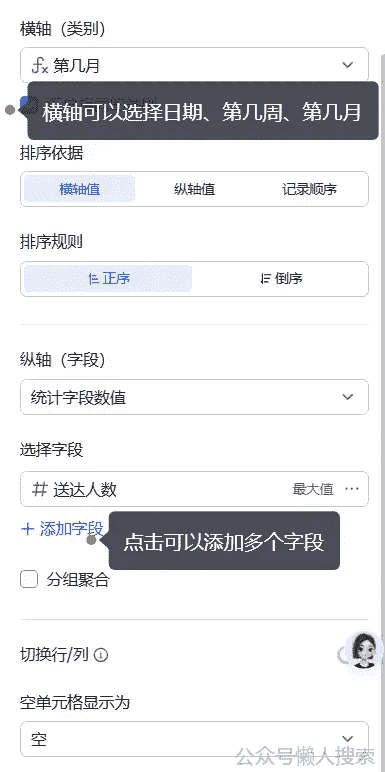 横轴（类别）
第几月
横轴可以选择日期、第几周、第几月
排序依据
横轴值 纵轴值 记录顺序
排序规则
正序 倒序
纵轴（字段）
统计字段数值
选择字段
# 送达人数 最大值 ···
+ 添加字段
点击可以添加多个字段
分组聚合
切换行/列
空单元格显示为
空
公众号懒人搜索